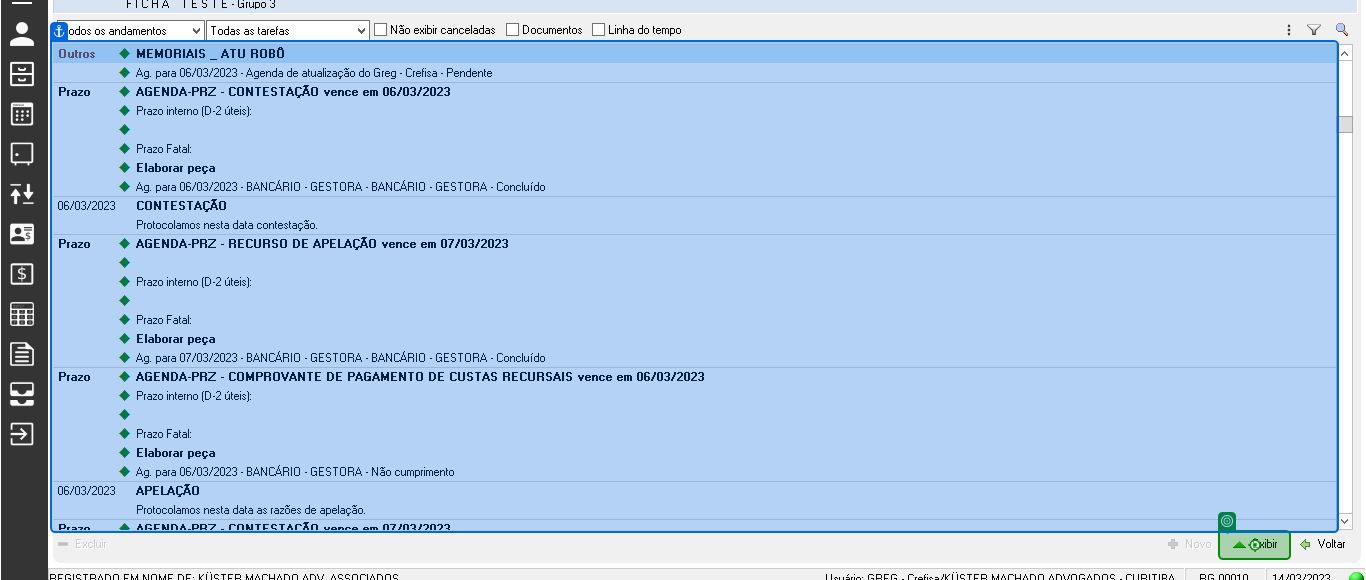 FICHA TESTE - Grupo 3
odos os andamentos
Todas as tarefas
Não exibir canceladas
Documentos
Linha do tempo
Outros MEMORIAIS _ ATU ROBÔ
Ag. para 06/03/2023 - Agenda de atualização do Greg - Crefisa - Pendente
Prazo AGENDA-PRZ - CONTESTAÇÃO vence em 06/03/2023
Prazo interno (D-2 úteis):
Prazo Fatal:
Elaborar peça
Ag. para 06/03/2023 - BANCÁRIO - GESTORA - BANCÁRIO - GESTORA - Concluído
06/03/2023 CONTESTAÇÃO
Protocolamos nesta data contestação.
Prazo AGENDA-PRZ - RECURSO DE APELAÇÃO vence em 07/03/2023
Prazo interno (D-2 úteis):
Prazo Fatal:
Elaborar peça
Ag. para 07/03/2023 - BANCÁRIO - GESTORA - BANCÁRIO - GESTORA - Concluído
Prazo AGENDA-PRZ - COMPROVANTE DE PAGAMENTO DE CUSTAS RECURSAIS vence em 06/03/2023
Prazo interno (D-2 úteis):
Prazo Fatal:
Elaborar peça
Ag. para 06/03/2023 - BANCÁRIO - GESTORA - Não cumprimento
06/03/2023 APELAÇÃO
Protocolamos nesta data as razões de apelação.
Prazo AGENDA-PRZ - CONTESTAÇÃO vence em 07/03/2023
Excluir
Novo
xibir
Voltar
REGISTRADO EM NOME DE: KÜSTER MACHADO ADV. ASSOCIADOS
Usuário: GREG - Crefisa/KÜSTER MACHADO ADVOGADOS - CURITIBA
BG 00010
14/03/2023